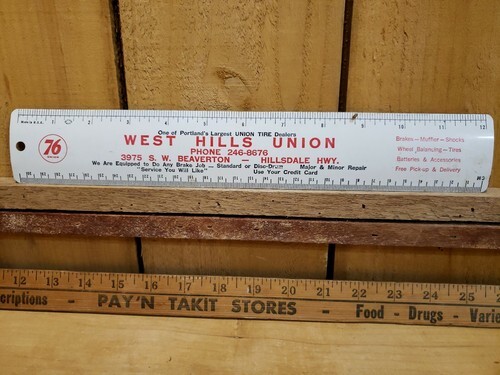 Made in U.S.A.
1 2 3 4 5 6 7 8 9 10 11 12
One of Portland's Largest UNION TIRE Dealers
WEST HILLS UNION
PHONE 246-8676
3975 S. W. BEAVERTON — HILLSDALE HWY.
We Are Equipped to Do Any Brake Job — Standard or Disc-Drum Major & Minor Repair
"Service You Will Like" Use Your Credit Card
76
UNION
Brakes—Muffler—Shocks
Wheel Balancing—Tires
Batteries & Accessories
Free Pick-up & Delivery
12 13 14 15 16 17 18 19 20 21 22 23 24 25
criptions - PAY'N TAKIT STORES - Food - Drugs - Varie